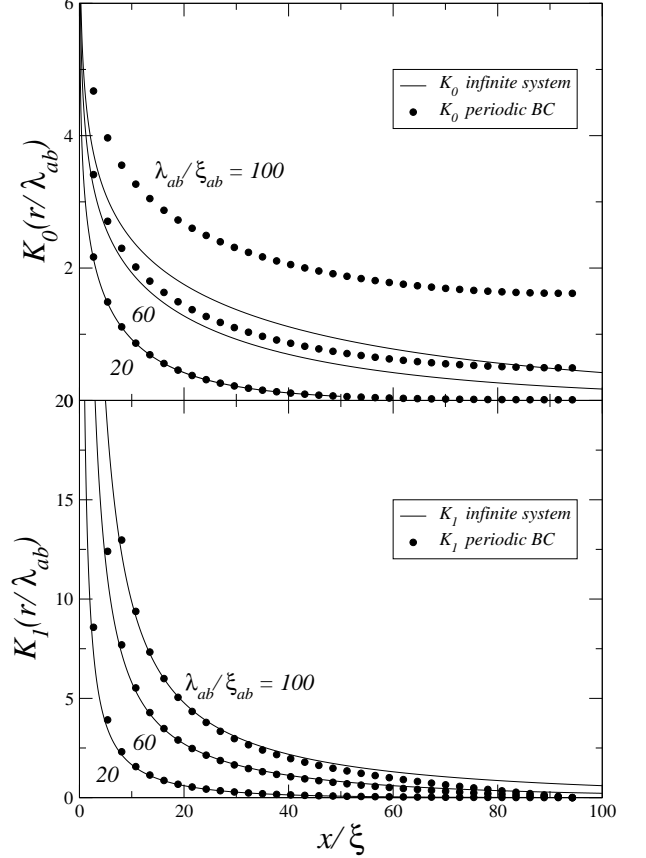 6
4
2
K0(r/λab)
K0 infinite system
K0 periodic BC
λab/ξab = 100
60
20
20
15
10
5
0
K1(r/λab)
K1 infinite system
K1 periodic BC
λab/ξab = 100
60
20
0 20 40 60 80 100
x/ξ